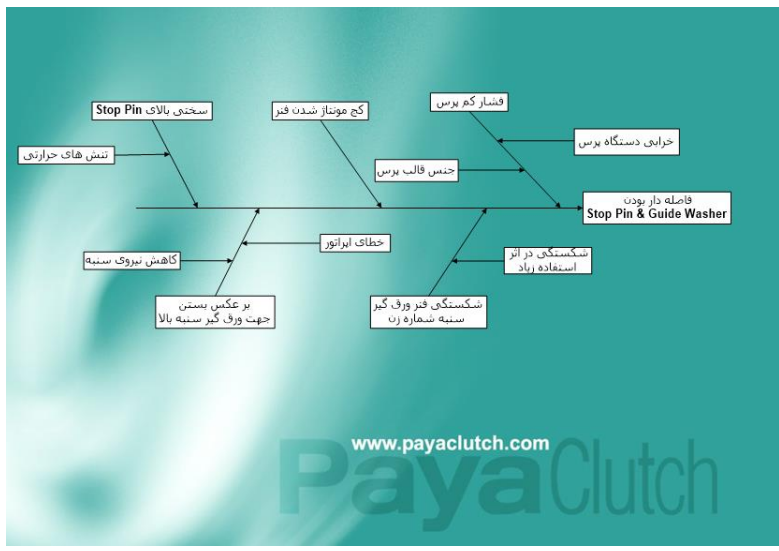 فشار کم پرس
سختی بالای Stop Pin
کج مونتاژ شدن فنر
خرابی دستگاه پرس
تنش های حرارتی
جنس قالب پرس
فاصله دار بودن
Stop Pin & Guide Washer
خطای اپراتور
کاهش نیروی سنبه
شکستگی در اثر
استفاده زیاد
بر عکس بستن
جهت ورق گیر سنبه بالا
شکستگی فنر ورق گیر
سنبه شماره زن
www.payaclutch.com
PayaClutch